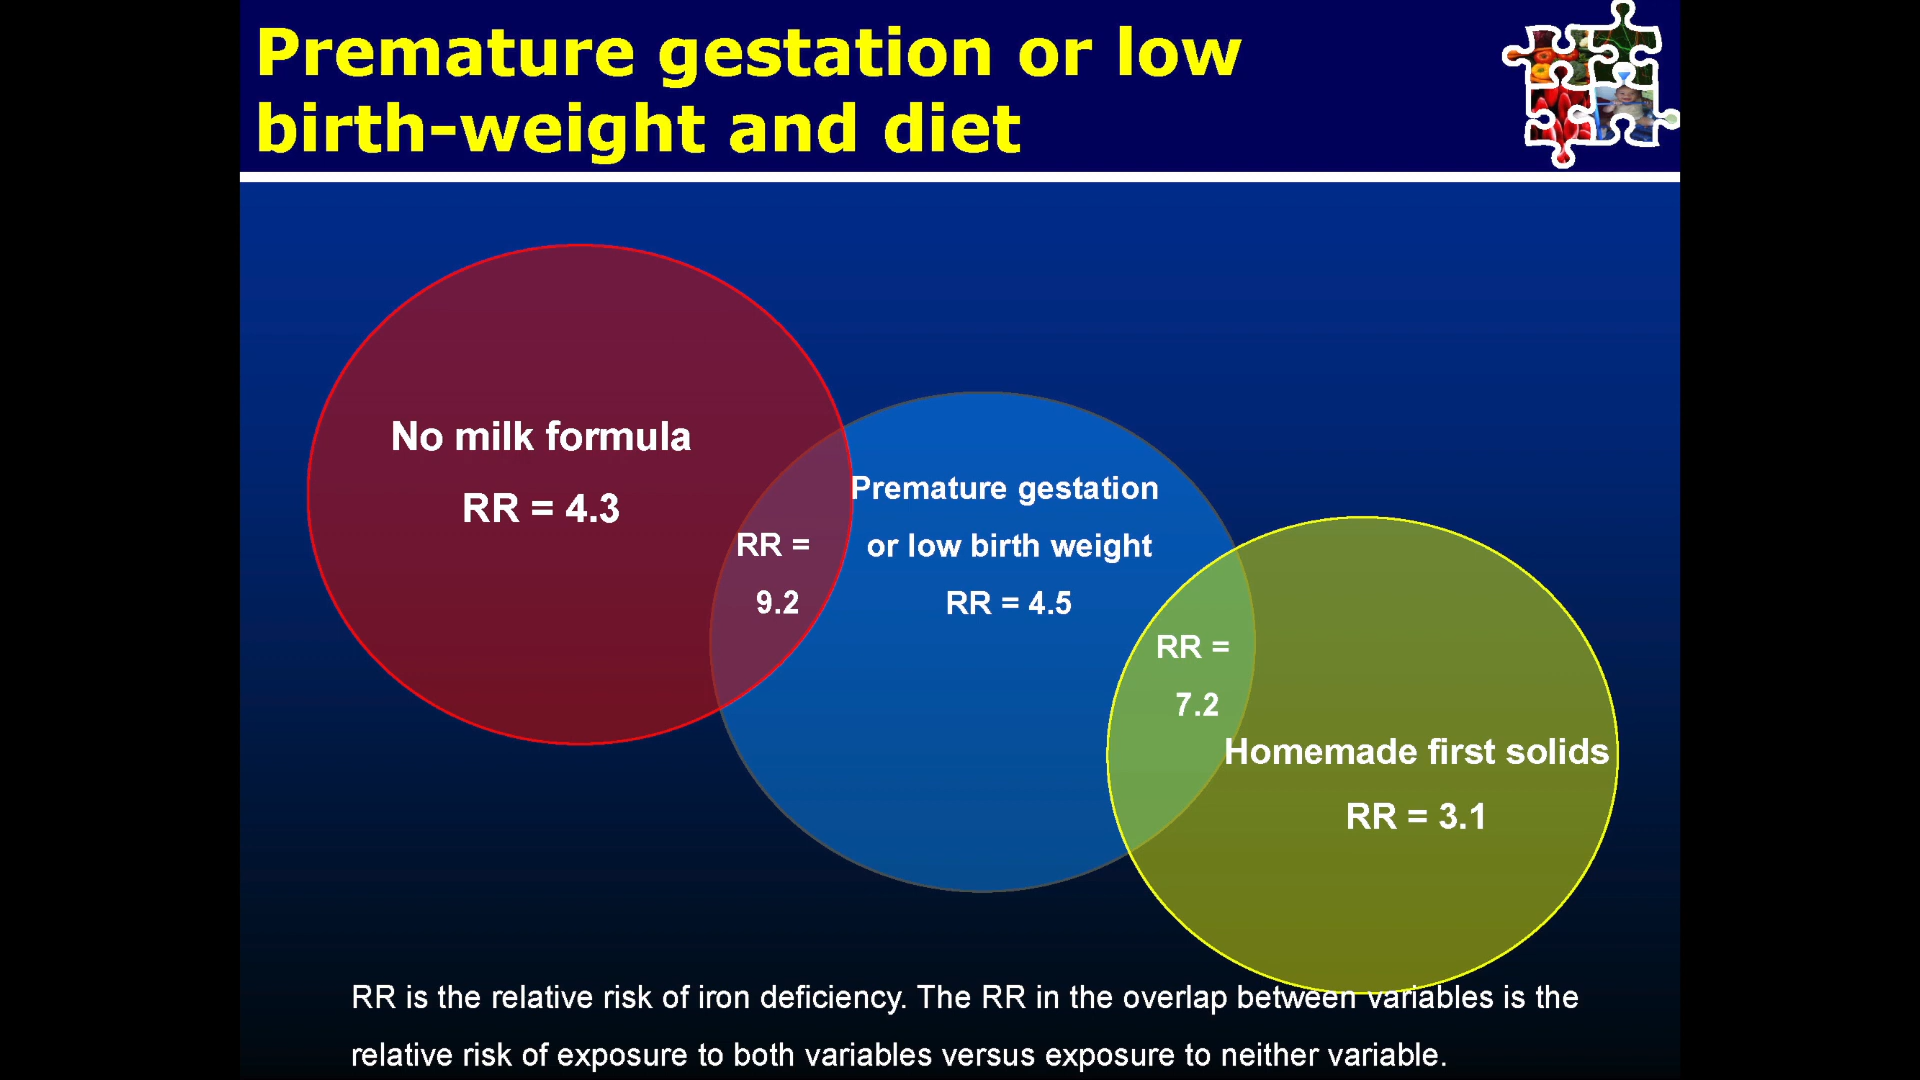 Premature gestation or low
birth-weight and diet
No milk formula
RR = 4.3
RR =
9.2
Premature gestation
or low birth weight
RR = 4.5
RR =
7.2
Homemade first solids
RR = 3.1
RR is the relative risk of iron deficiency. The RR in the overlap between variables is the
relative risk of exposure to both variables versus exposure to neither variable.